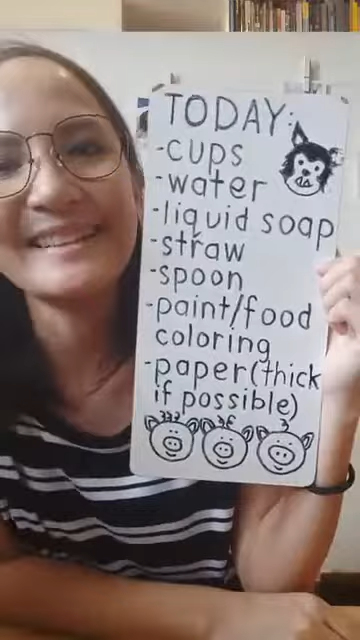 TODAY:
-cups
-water
-liquid soap
-straw
-spoon
-paint/food
coloring
-paper(thick
if possible)